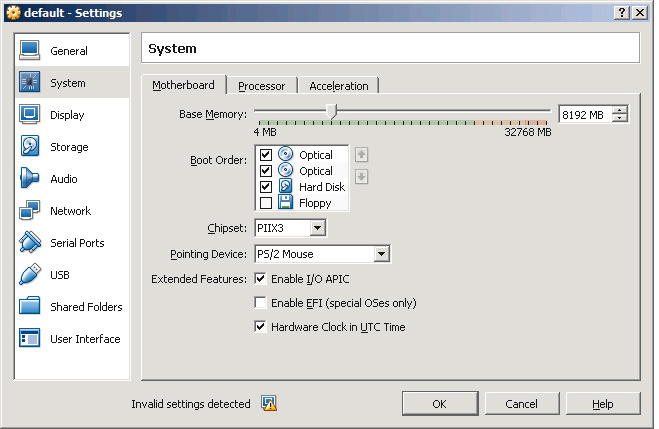 default - Settings
General
System
Display
Storage
Audio
Network
Serial Ports
USB
Shared Folders
User Interface
System
Motherboard Processor Acceleration
Base Memory: 8192 MB
4 MB 32768 MB
Boot Order: Optical
Optical
Hard Disk
Floppy
Chipset: PIIX3
Pointing Device: PS/2 Mouse
Extended Features: Enable I/O APIC
Enable EFI (special OSes only)
Hardware Clock in UTC Time
Invalid settings detected OK Cancel Help